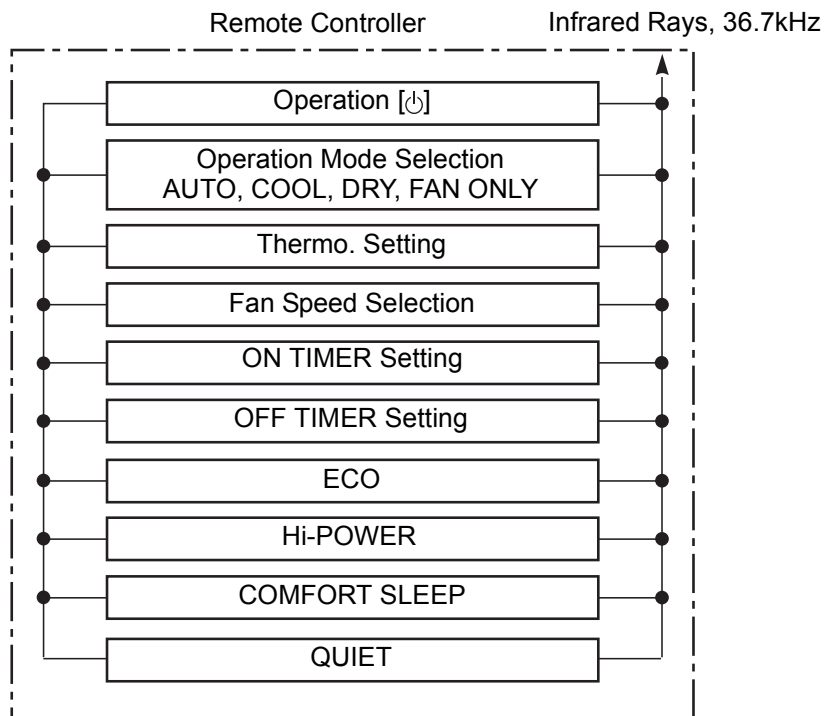 Remote Controller
Infrared Rays, 36.7kHz
Operation [⏻]
Operation Mode Selection
AUTO, COOL, DRY, FAN ONLY
Thermo. Setting
Fan Speed Selection
ON TIMER Setting
OFF TIMER Setting
ECO
Hi-POWER
COMFORT SLEEP
QUIET